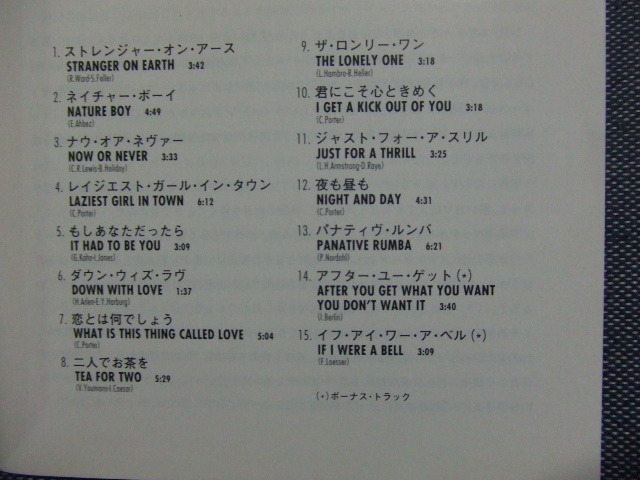 1. ストレンジャー・オン・アース
STRANGER ON EARTH 3:42
(R.Ward-S.Feller)
2. ネイチャー・ボーイ
NATURE BOY 4:49
(E.Ahbez)
3. ナウ・オア・ネヴァー
NOW OR NEVER 3:33
(C.R.Lewis-B.Holiday)
4. レイジエスト・ガール・イン・タウン
LAZIEST GIRL IN TOWN 6:12
(C.Porter)
5. もしあなただったら
IT HAD TO BE YOU 3:09
(G.Kahn-I.Jones)
6. ダウン・ウィズ・ラヴ
DOWN WITH LOVE 1:37
(H.Arlen-E.Y.Harburg)
7. 恋とは何でしょう
WHAT IS THIS THING CALLED LOVE 5:04
(C.Porter)
8. 二人でお茶を
TEA FOR TWO 5:29
(V.Youmans-I.Caesar)
9. ザ・ロンリー・ワン
THE LONELY ONE 3:18
(L.Hambro-R.Heller)
10. 君にこそ心ときめく
I GET A KICK OUT OF YOU 3:18
(C.Porter)
11. ジャスト・フォー・ア・スリル
JUST FOR A THRILL 3:25
(L.H.Armstrong-D.Raye)
12. 夜も昼も
NIGHT AND DAY 4:31
(C.Porter)
13. パナティヴ・ルンバ
PANATIVE RUMBA 6:21
(P.Nordahl)
14. アフター・ユー・ゲット(*)
AFTER YOU GET WHAT YOU WANT
YOU DON'T WANT IT 3:40
(I.Berlin)
15. イフ・アイ・ワー・ア・ベル(*)
IF I WERE A BELL 3:09
(F.Loesser)
(*)ボーナス・トラック